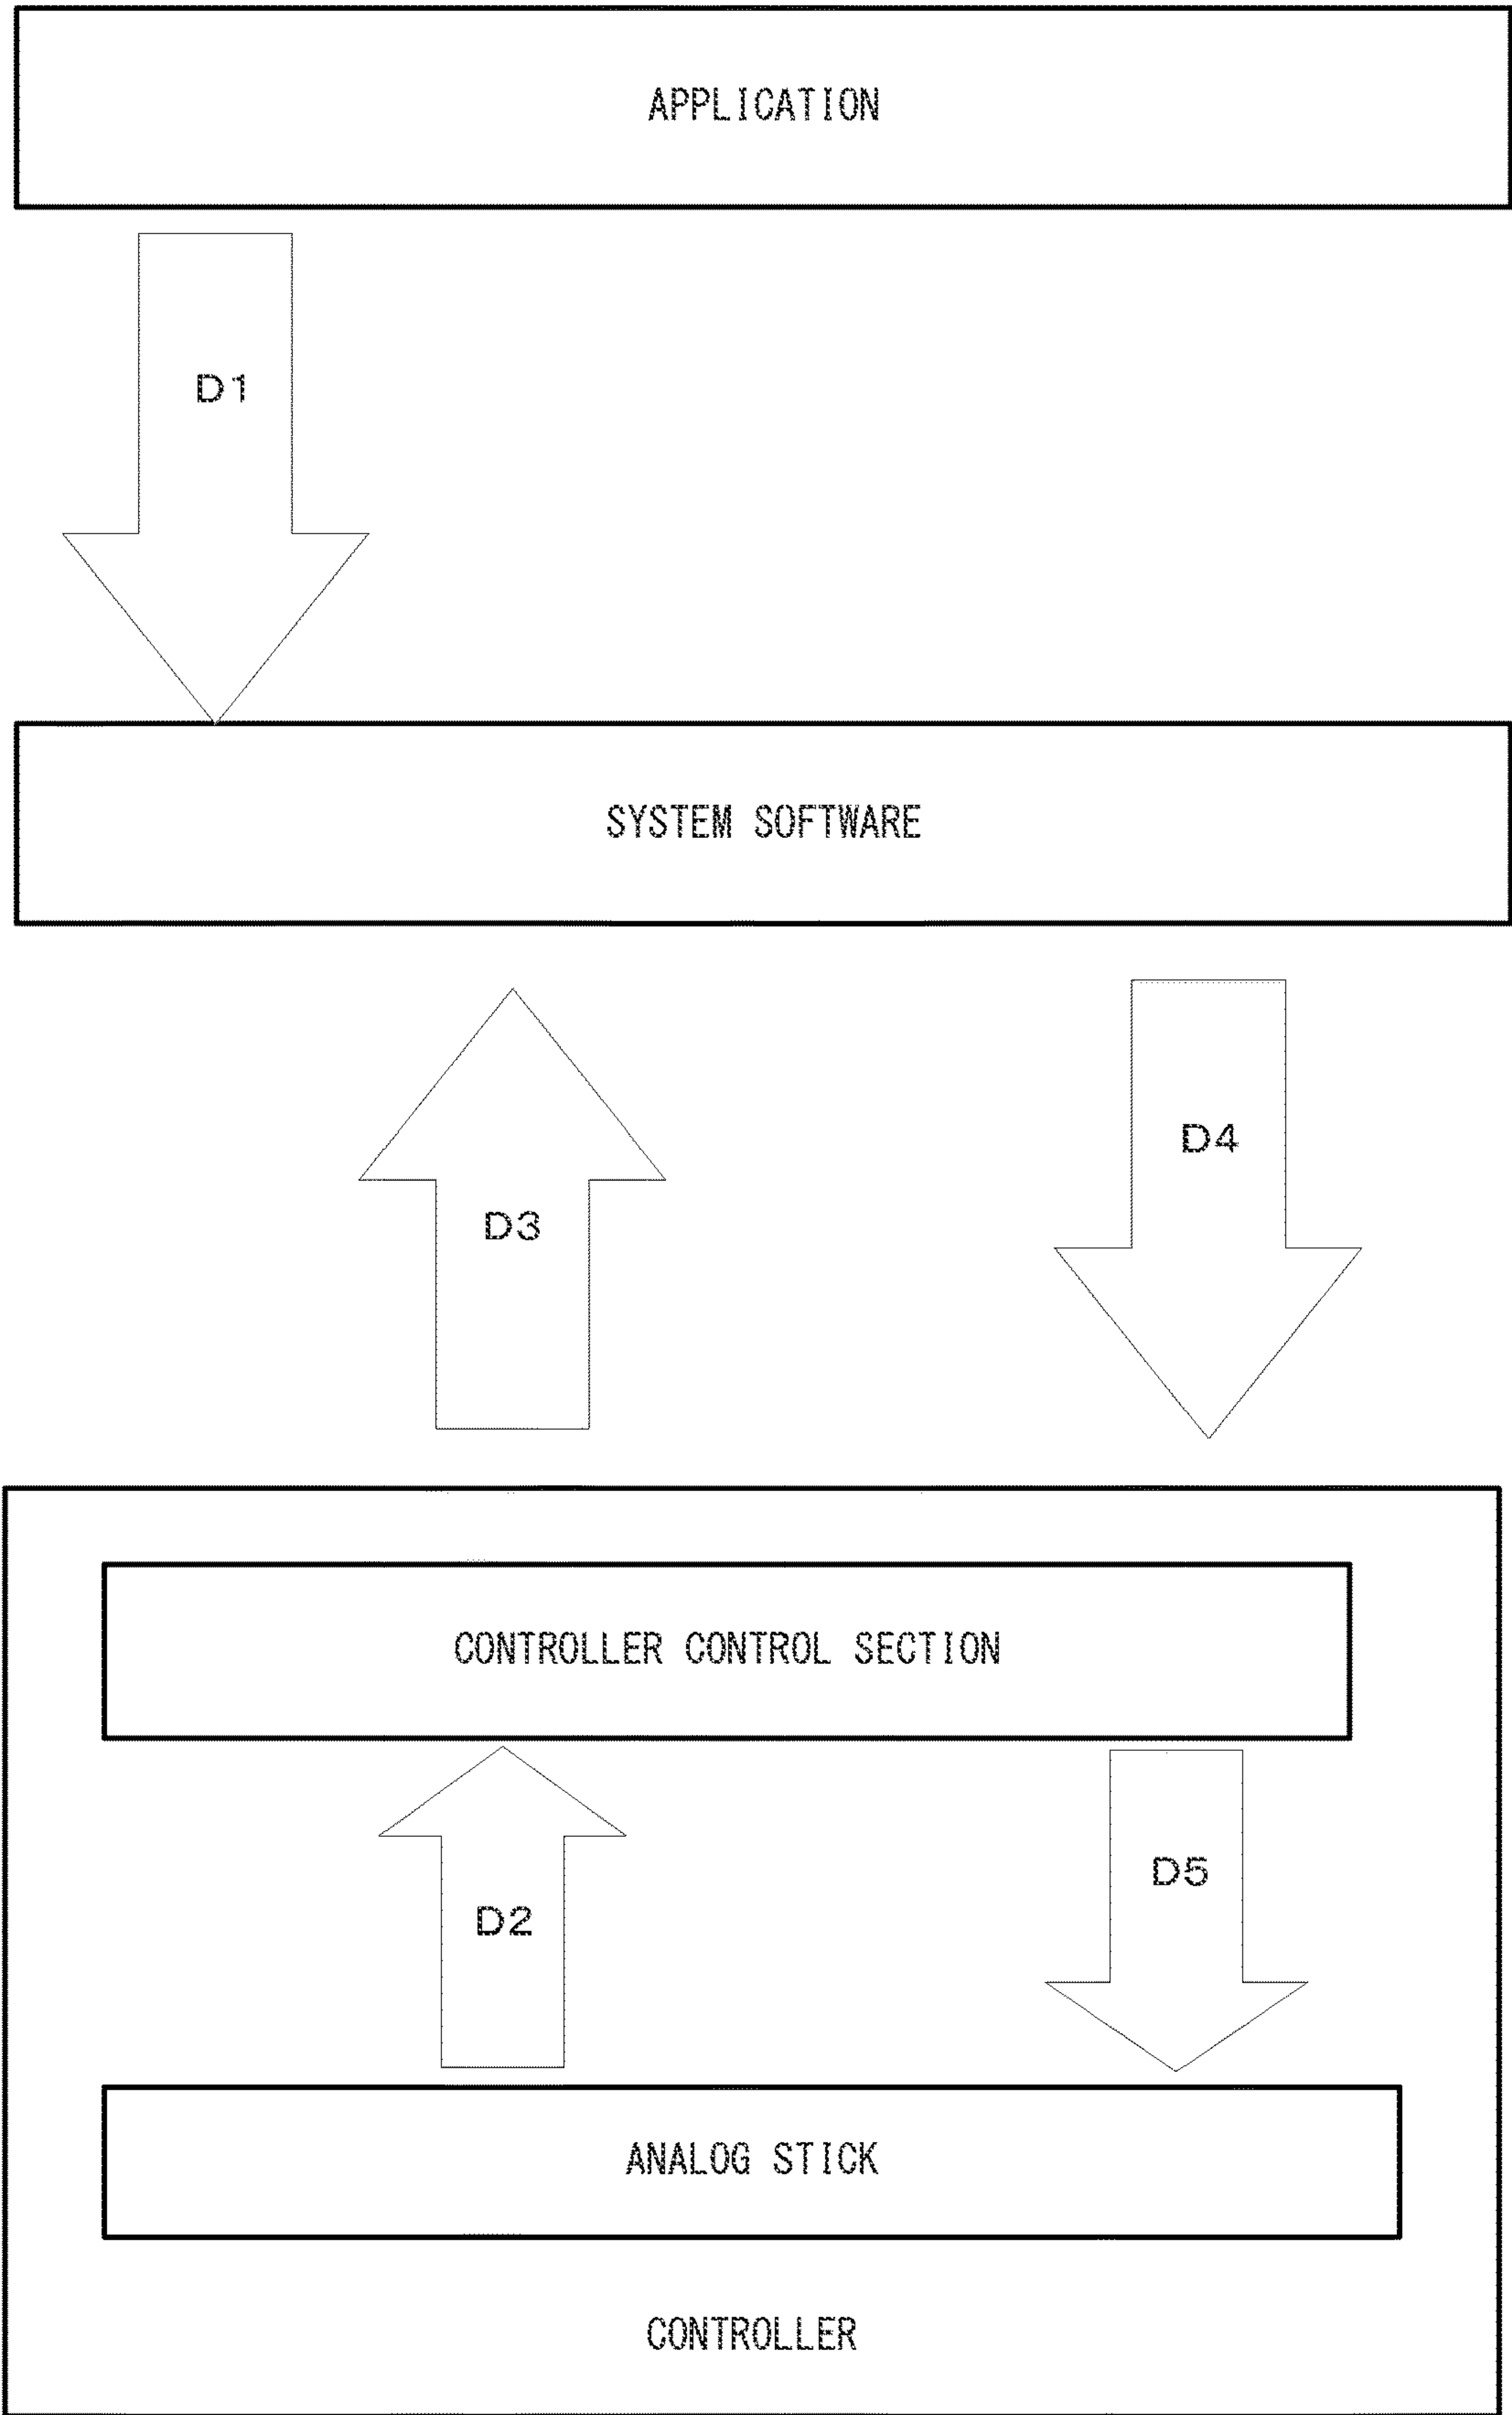 APPLICATION
D1
SYSTEM SOFTWARE
D4
D3
CONTROLLER CONTROL SECTION
D5
D2
ANALOG STICK
CONTROLLER